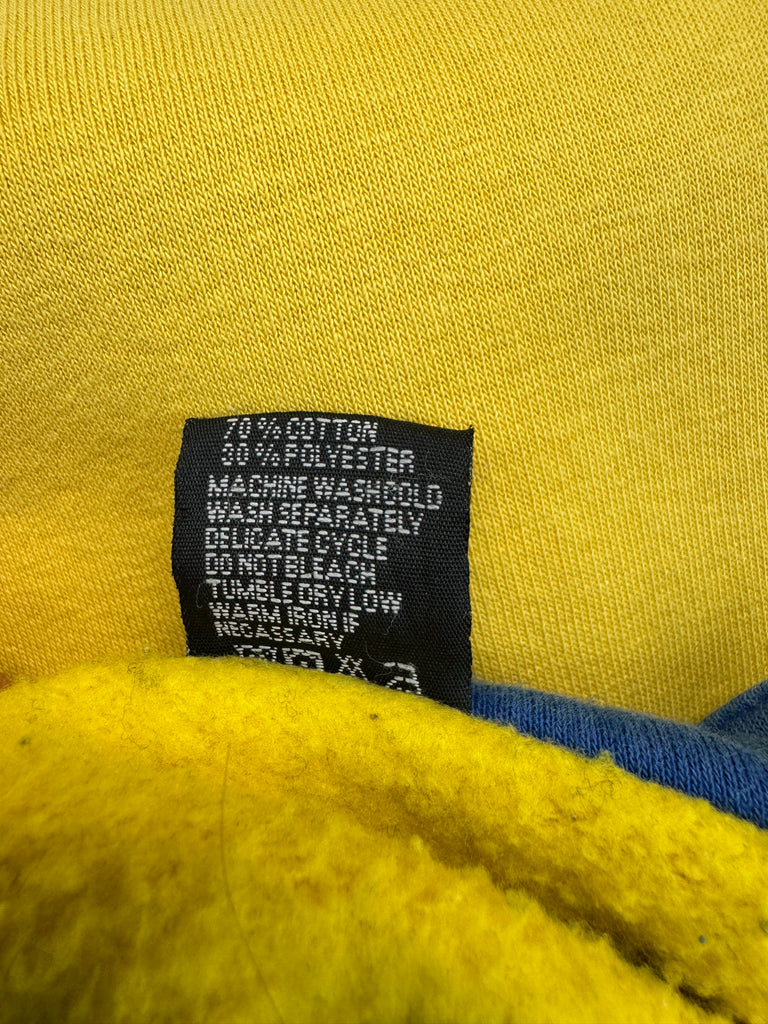 70 % COTTON
30 % POLYESTER
MACHINE WASH COLD
WASH SEPARATELY
DELICATE CYCLE
DO NOT BLEACH
TUMBLE DRY LOW
WARM IRON IF
NECASSARY